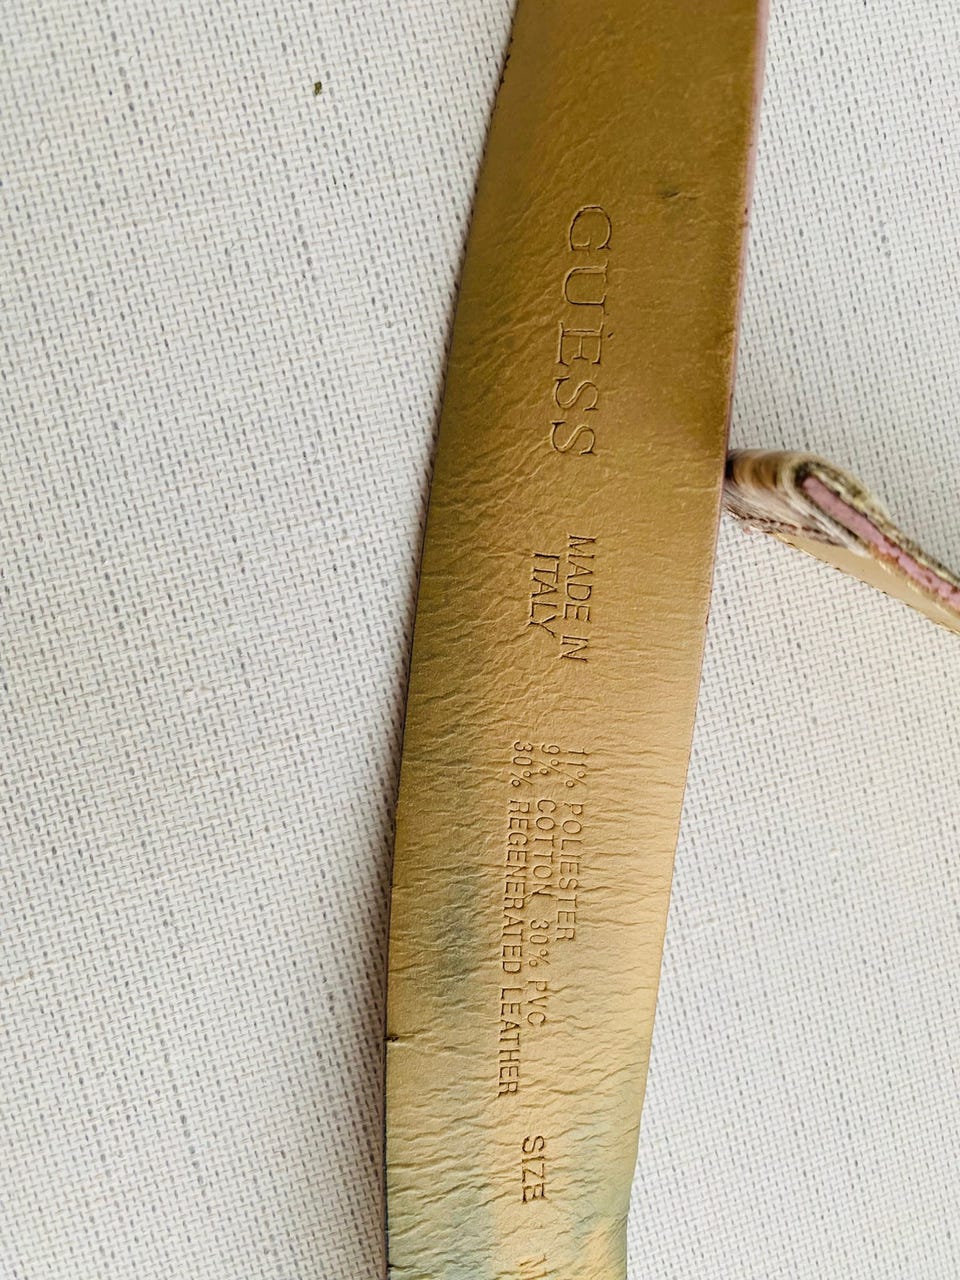 GUESS
MADE IN
ITALY
11% POLIESTER
9% COTTON 30% PVC
30% REGENERATED LEATHER
SIZE